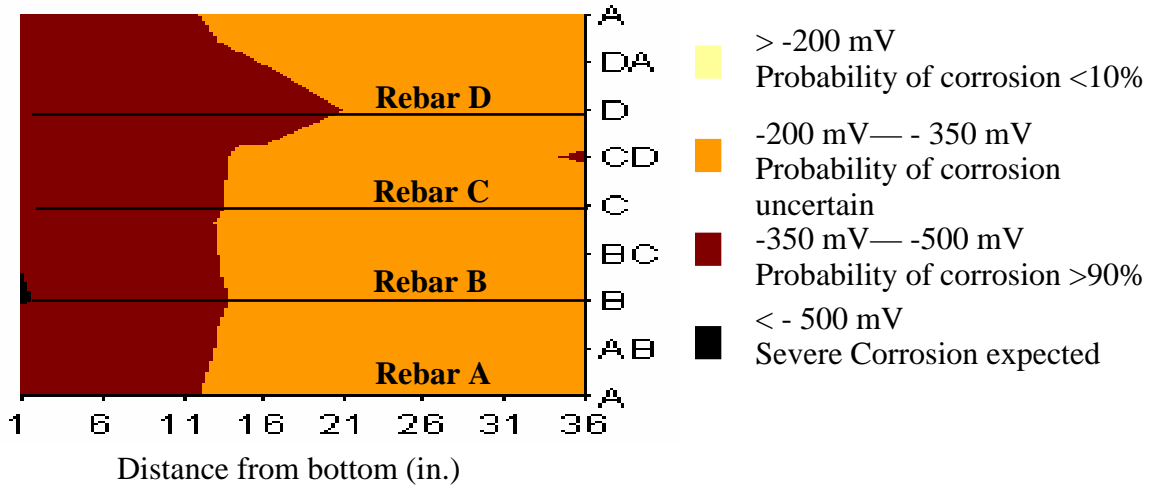 A
DA
Rebar D
D
CD
Rebar C
C
BC
Rebar B
B
AB
Rebar A
A
1 6 11 16 21 26 31 36
Distance from bottom (in.)
> -200 mV
Probability of corrosion <10%
-200 mV— - 350 mV
Probability of corrosion
uncertain
-350 mV— -500 mV
Probability of corrosion >90%
< - 500 mV
Severe Corrosion expected